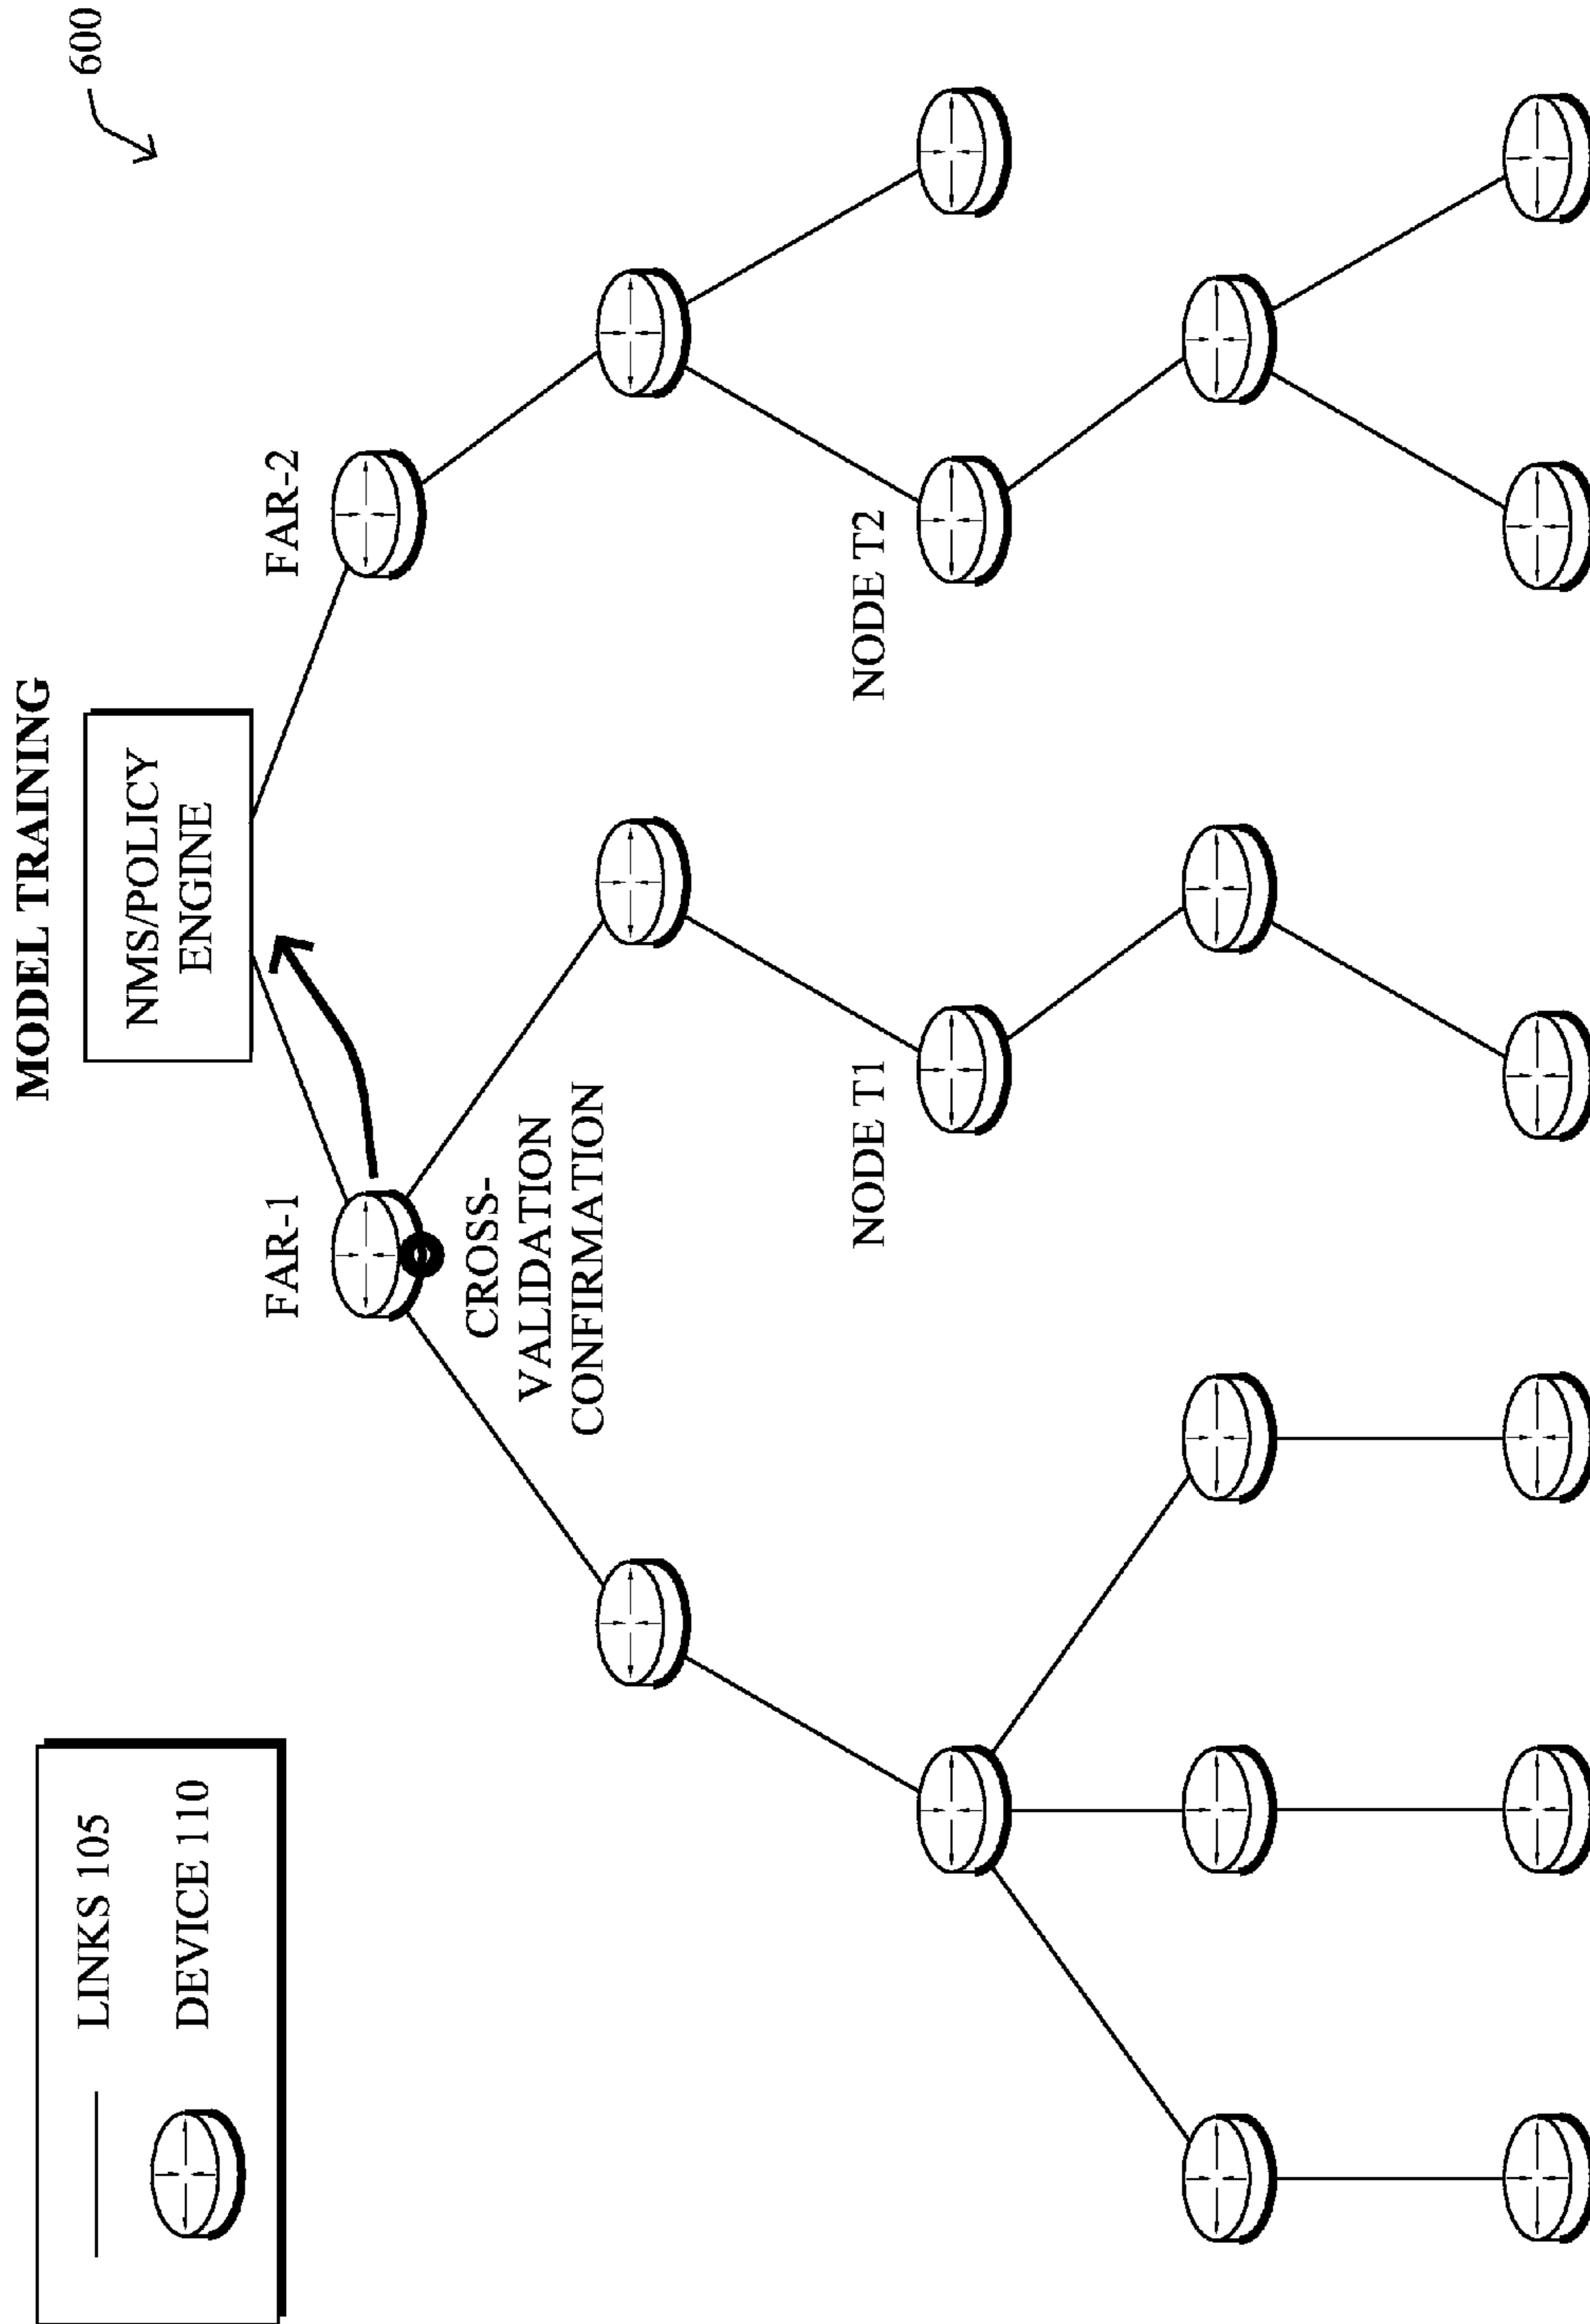 MODEL TRAINING
600
LINKS 105
DEVICE 110
NMS/POLICY
ENGINE
FAR-1
FAR-2
CROSS-
VALIDATION
CONFIRMATION
NODE T1
NODE T2